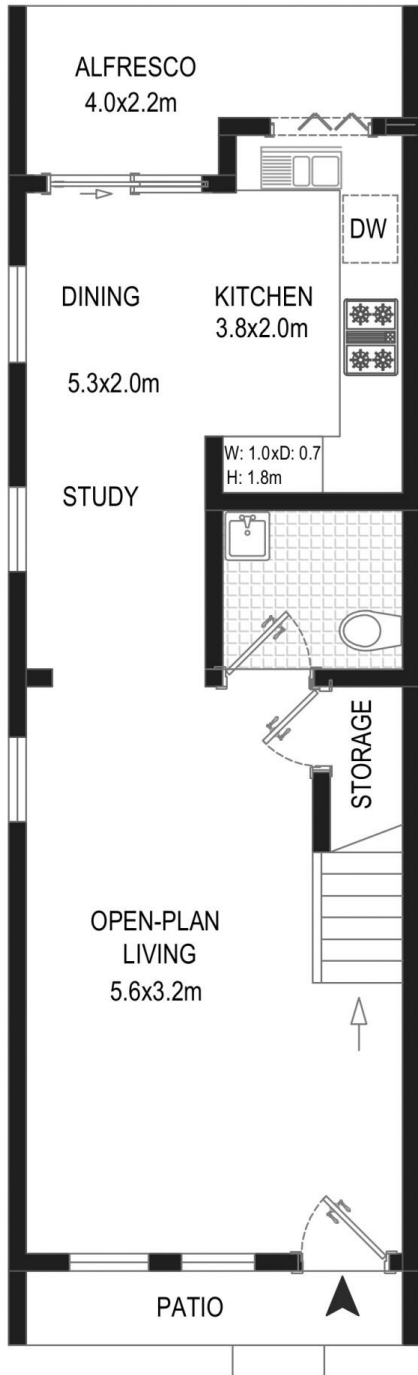 ALFRESCO
4.0x2.2m
DW
DINING
KITCHEN
3.8x2.0m
5.3x2.0m
W: 1.0xD: 0.7
H: 1.8m
STUDY
STORAGE
OPEN-PLAN
LIVING
5.6x3.2m
PATIO